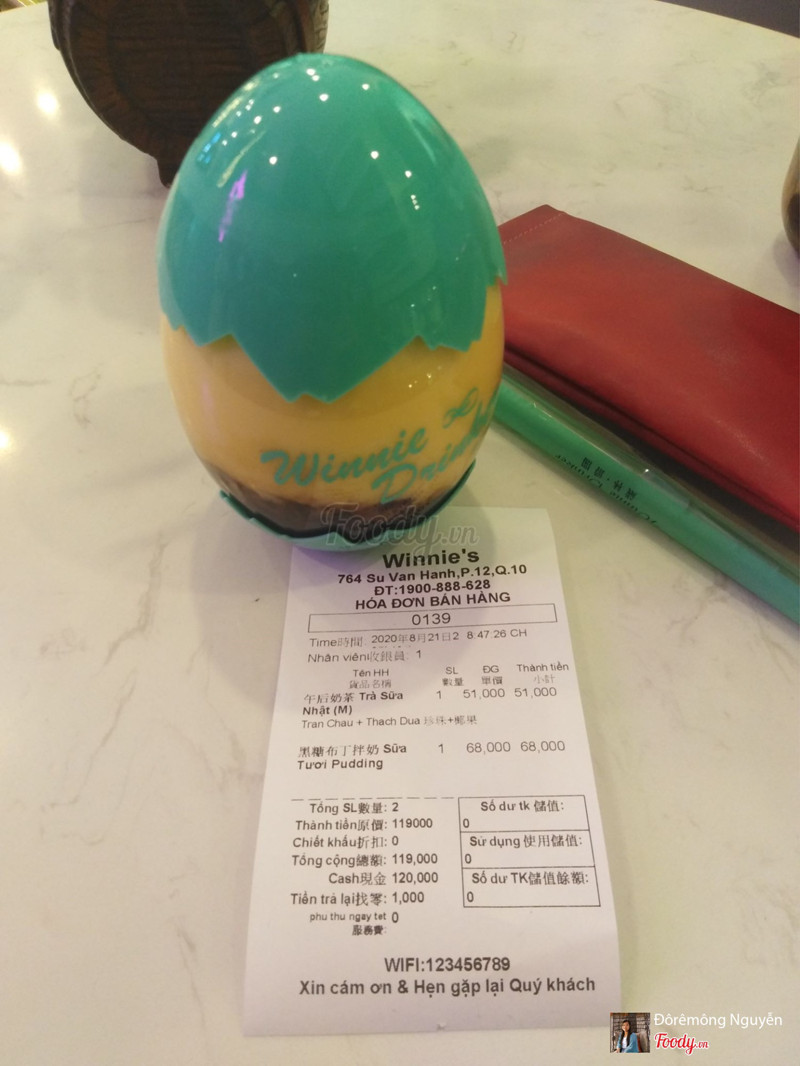 Winnie
Drink
Foody.vn
Winnie's
764 Su Van Hanh,P.12,Q.10
ĐT:1900-888-628
HÓA ĐƠN BÁN HÀNG
0139
Time時間: 2020年8月21日 8:47:26 CH
Nhân viên收銀員: 1
Tên HH SL ĐG Thành tiền
貨品名稱 數量 單價 小計
午后奶茶 Trà Sữa 1 51,000 51,000
Nhật (M)
Tran Chau + Thach Dua 珍珠+椰果
黑糖布丁拌奶 Sữa 1 68,000 68,000
Tươi Pudding
Tổng SL數量: 2
Thành tiền原價: 119000
Chiết khấu折扣: 0
Tổng cộng總額: 119,000
Cash現金 120,000
Tiền trả lại找零: 1,000
phu thu ngay tet 0
服務費:
Số dư tk 儲值:
0
Sử dụng 使用儲值:
0
Số dư TK儲值餘額:
0
WIFI:123456789
Xin cám ơn & Hẹn gặp lại Quý khách
Đôrêmông Nguyễn
Foody.vn